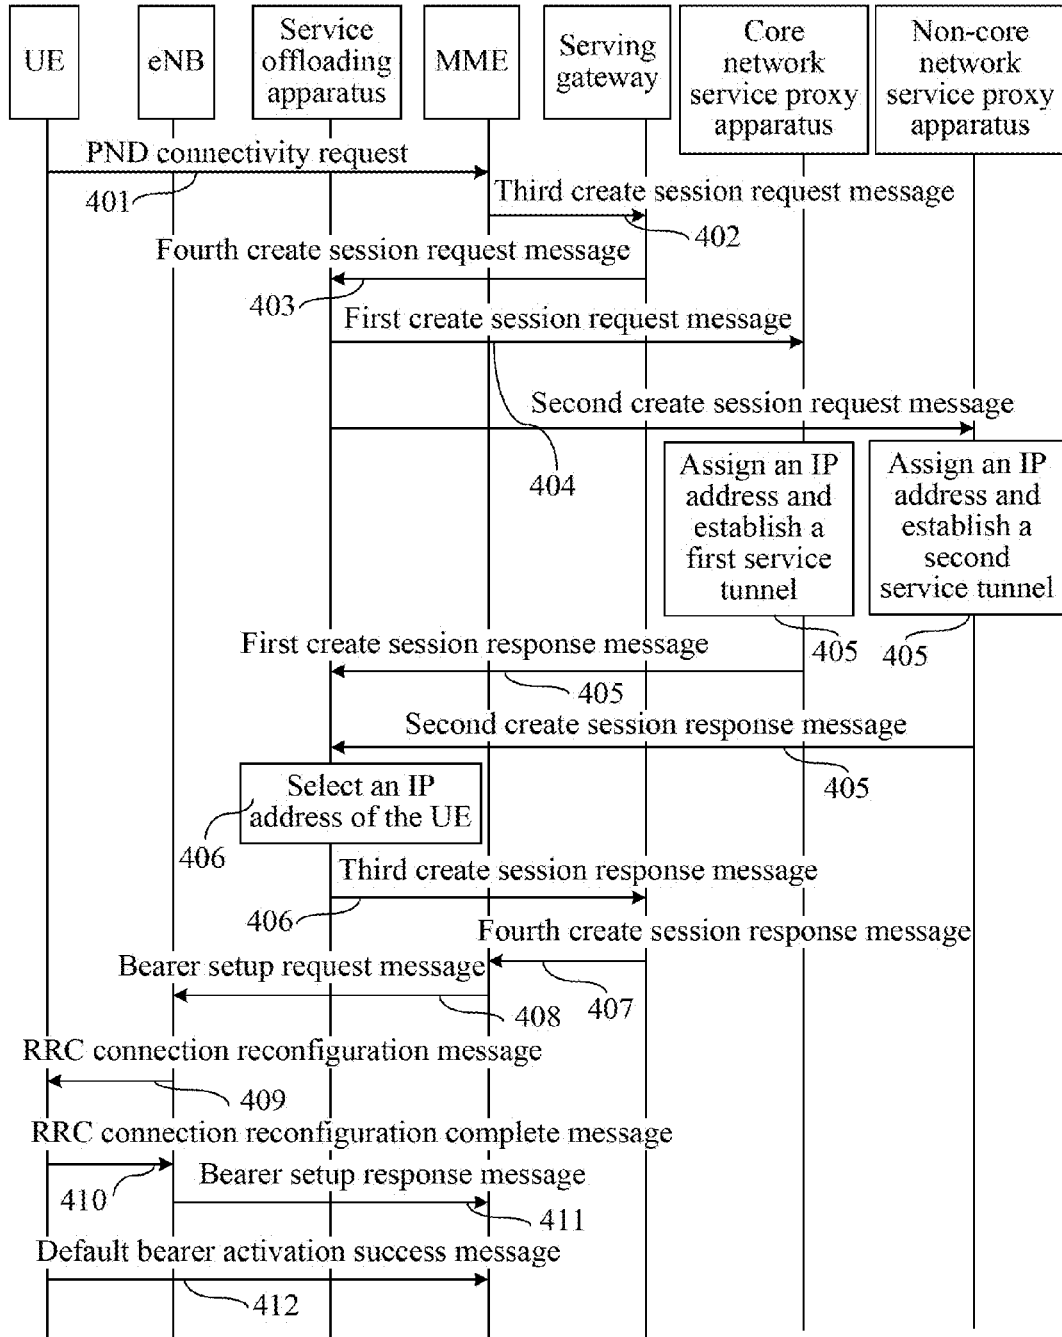 UE
eNB
Service
offloading
apparatus
MME
Serving
gateway
Core
network
service proxy
apparatus
Non-core
network
service proxy
apparatus
PND connectivity request
401
Third create session request message
402
Fourth create session request message
403
First create session request message
Second create session request message
404
Assign an IP
address and
establish a
first service
tunnel
Assign an IP
address and
establish a
second
service tunnel
405
405
First create session response message
405
Second create session response message
405
Select an IP
address of the UE
406
Third create session response message
406
Fourth create session response message
407
Bearer setup request message
408
RRC connection reconfiguration message
409
RRC connection reconfiguration complete message
410
Bearer setup response message
411
Default bearer activation success message
412